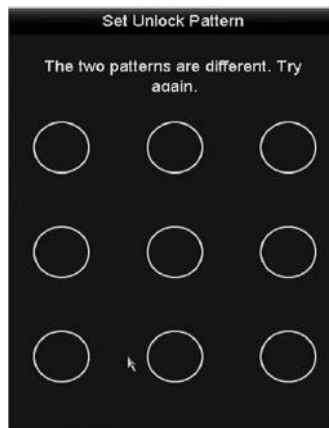 Set Unlock Pattern
The two patterns are different. Try
again.